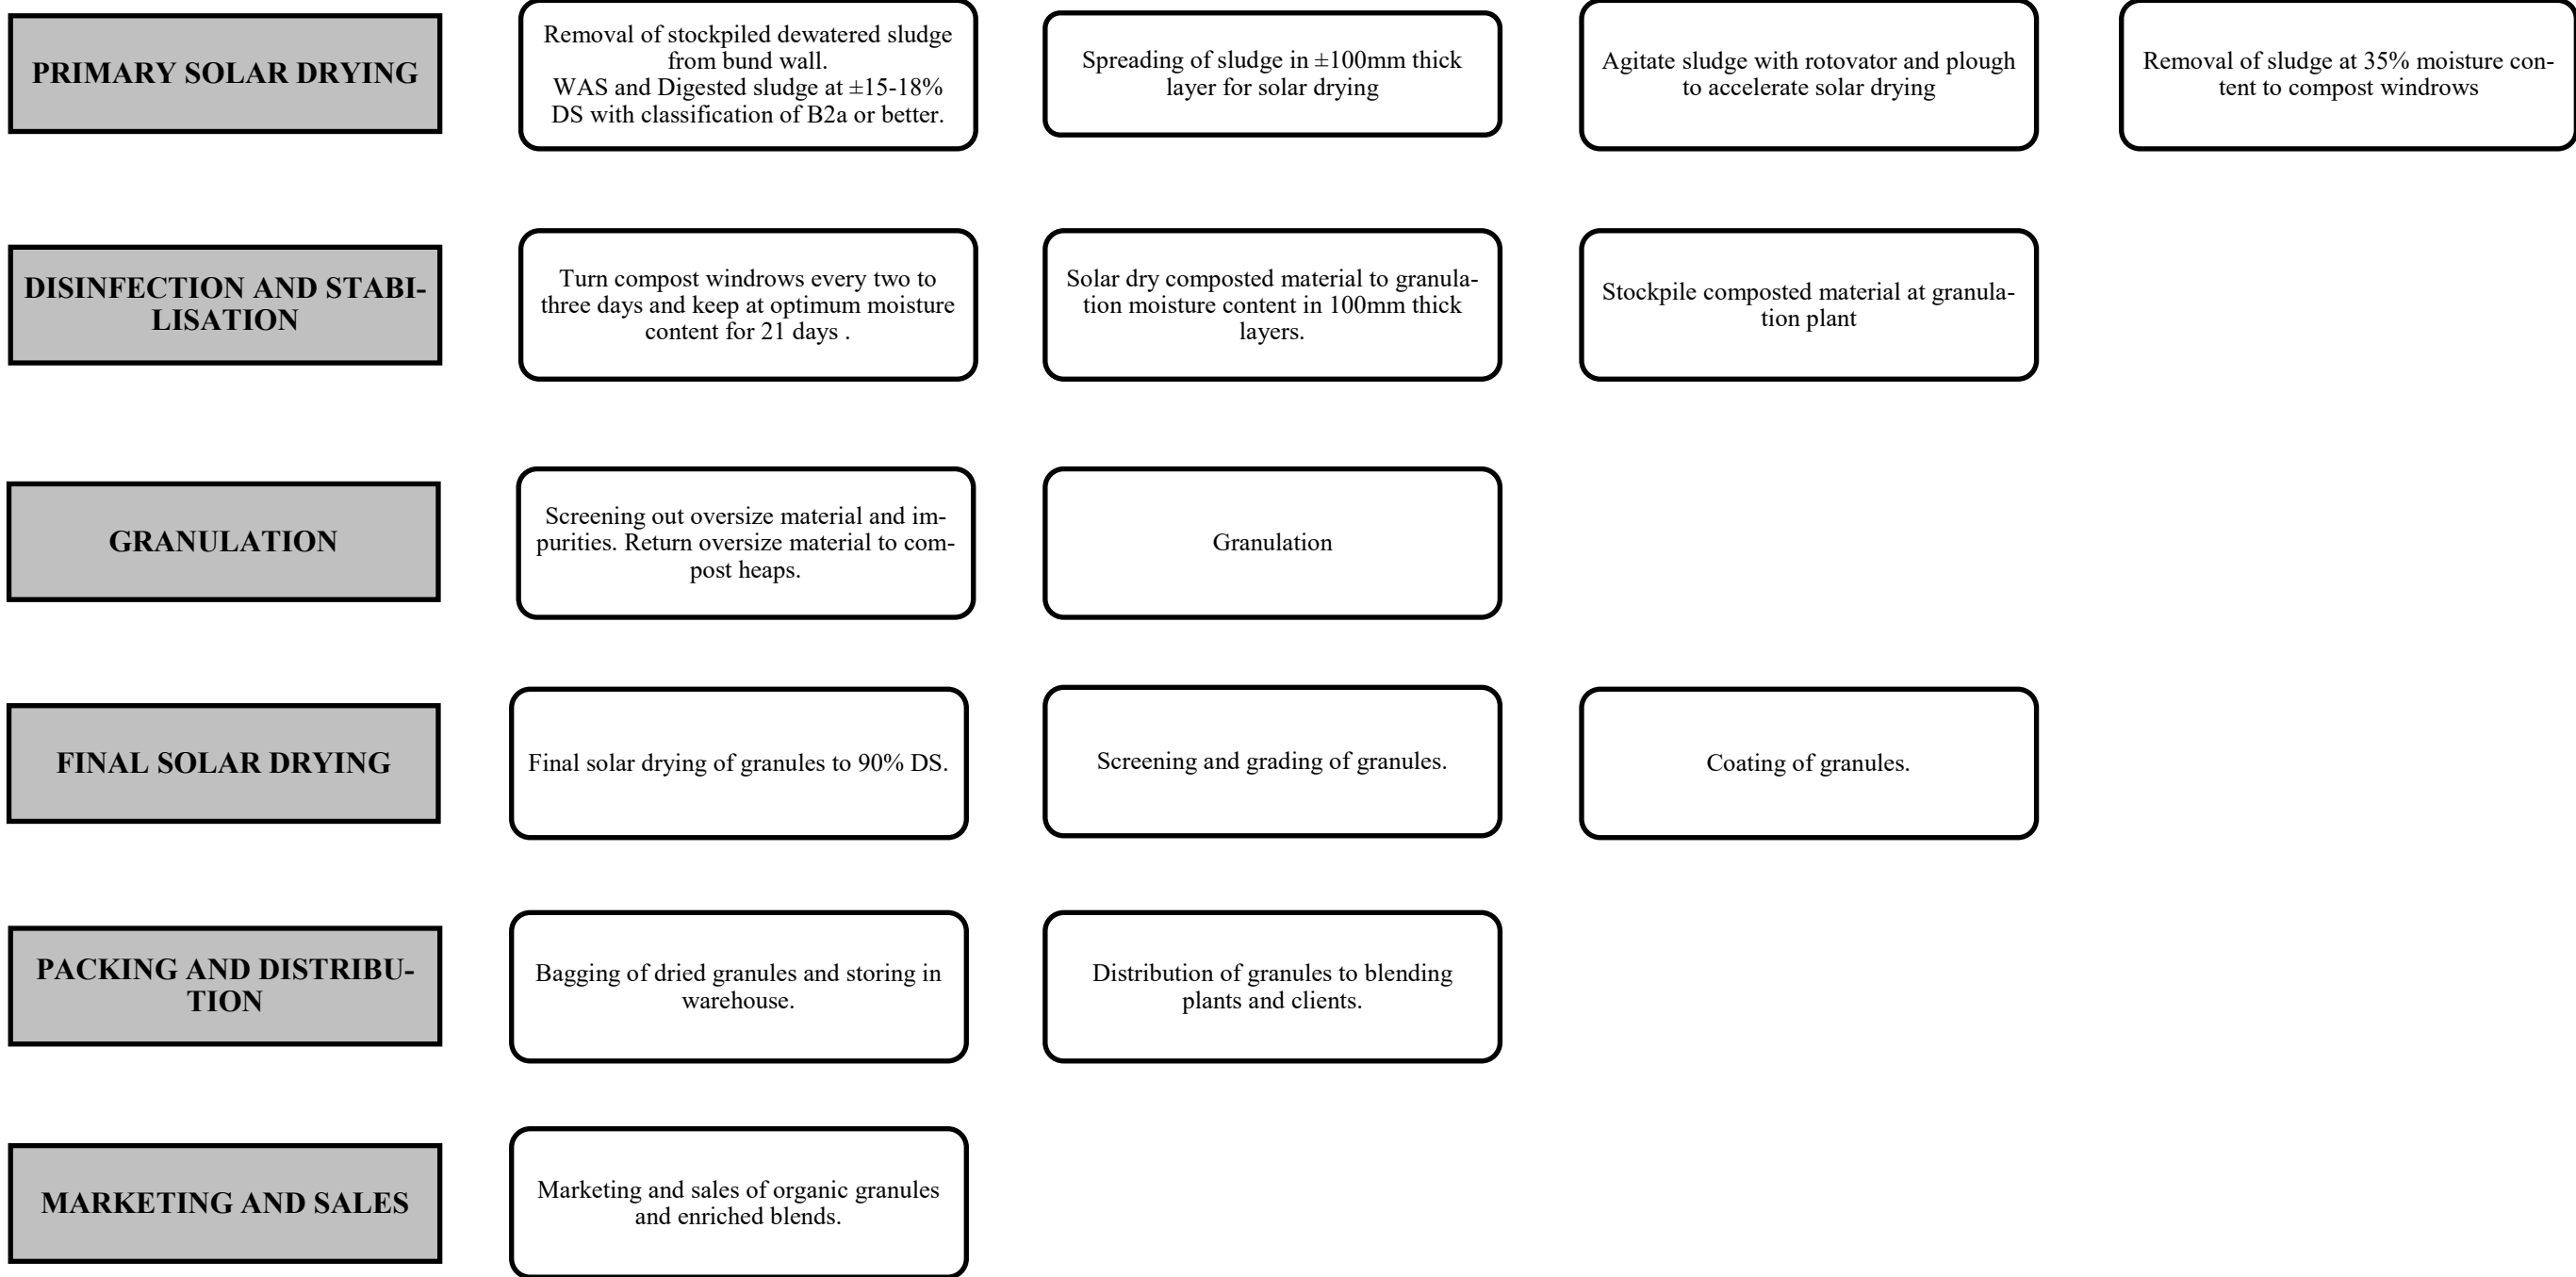 PRIMARY SOLAR DRYING
Removal of stockpiled dewatered sludge
from bund wall.
WAS and Digested sludge at ±15-18%
DS with classification of B2a or better.
Spreading of sludge in ±100mm thick
layer for solar drying
Agitate sludge with rotovator and plough
to accelerate solar drying
Removal of sludge at 35% moisture con-
tent to compost windrows
DISINFECTION AND STABI-
LISATION
Turn compost windrows every two to
three days and keep at optimum moisture
content for 21 days .
Solar dry composted material to granula-
tion moisture content in 100mm thick
layers.
Stockpile composted material at granula-
tion plant
GRANULATION
Screening out oversize material and im-
purities. Return oversize material to com-
post heaps.
Granulation
FINAL SOLAR DRYING
Final solar drying of granules to 90% DS.
Screening and grading of granules.
Coating of granules.
PACKING AND DISTRIBU-
TION
Bagging of dried granules and storing in
warehouse.
Distribution of granules to blending
plants and clients.
MARKETING AND SALES
Marketing and sales of organic granules
and enriched blends.